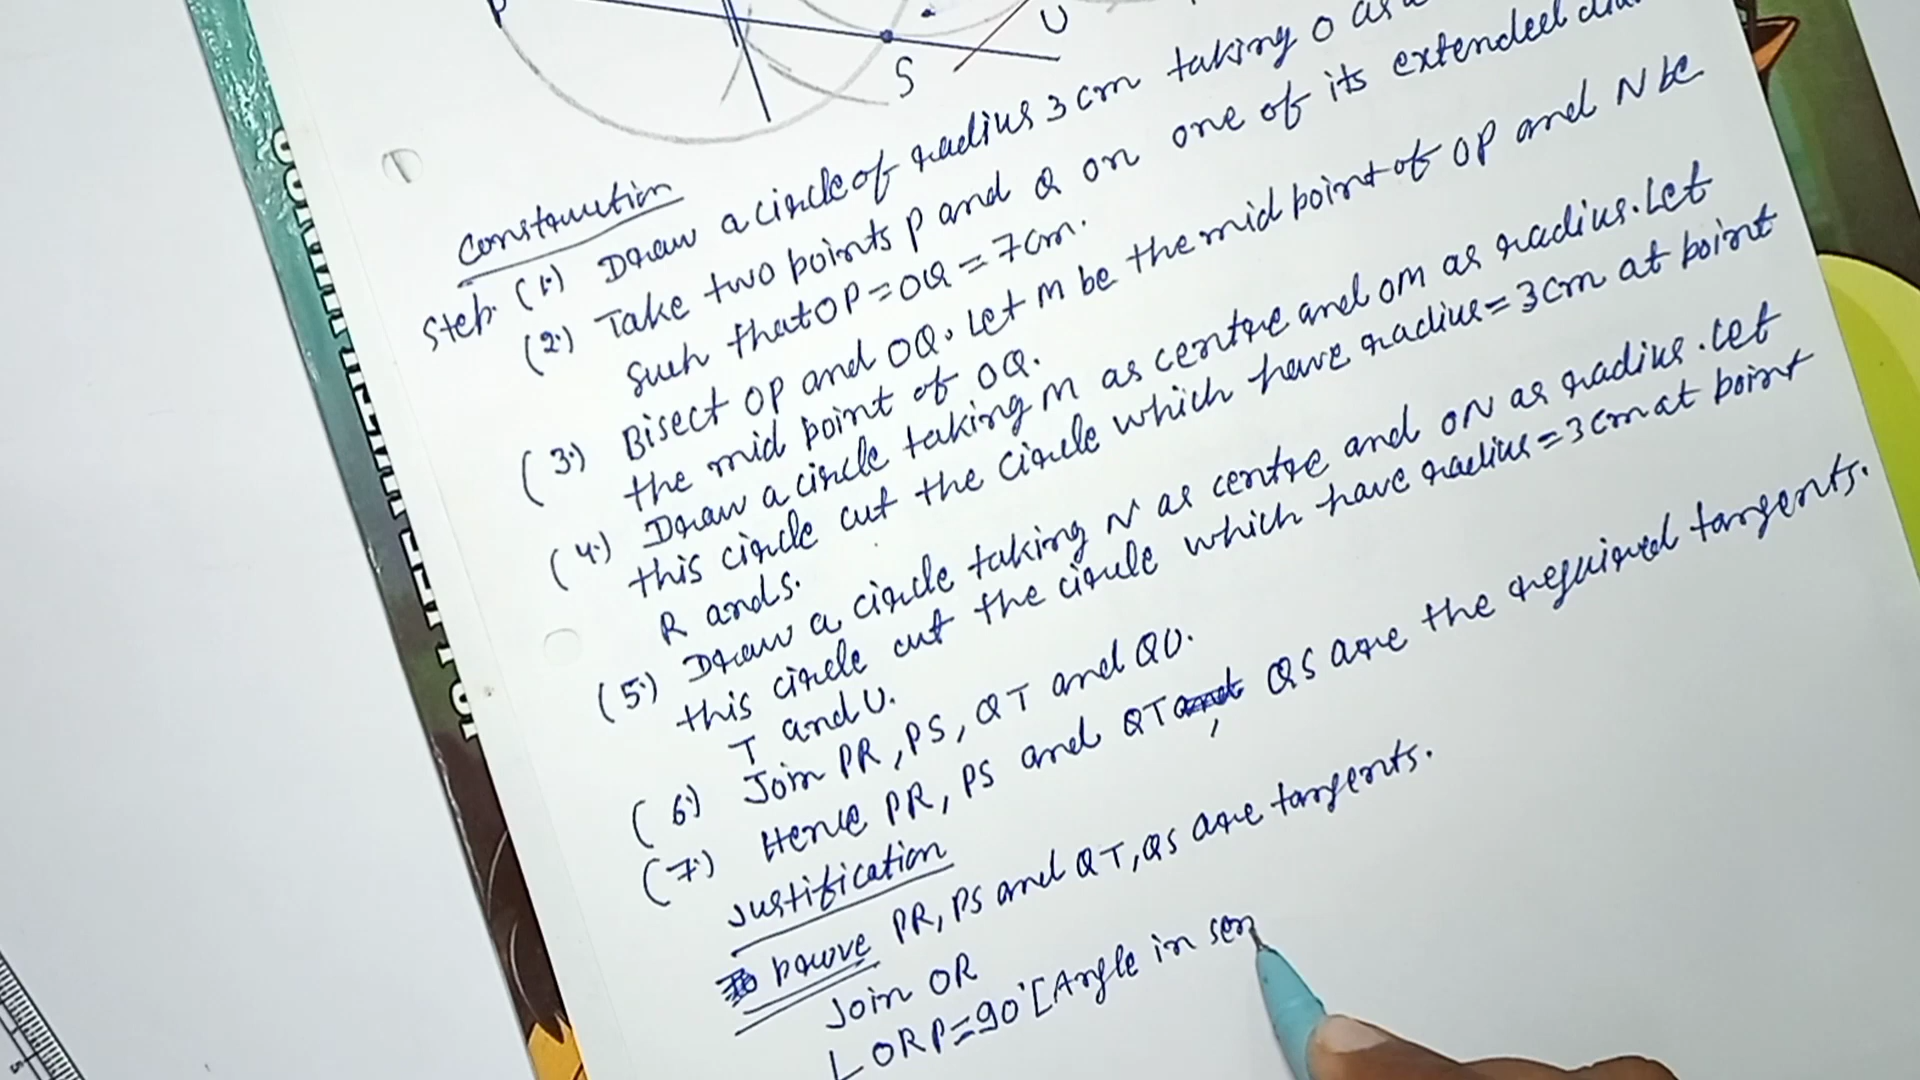 P
S
U
Construction
Step (1.) Draw a circle of radius 3 cm taking O as
(2.) Take two points P and Q on one of its extended
such that OP = OQ = 7cm.
(3.) Bisect OP and OQ. Let M be the mid point of OP and N be
the mid point of OQ.
(4.) Draw a circle taking M as centre and OM as radius. Let
this circle cut the circle which have radius = 3cm at point
R and S.
(5.) Draw a circle taking N as centre and ON as radius. Let
this circle cut the circule which have radius = 3cm at point
T and U.
(6.) Join PR, PS, QT and QU.
(7.) Hence PR, PS and QT, QS are the required tangents.
Justification
prove PR, PS and QT, QS are tangents.
Join OR
∠ORP = 90° [Angle in sem